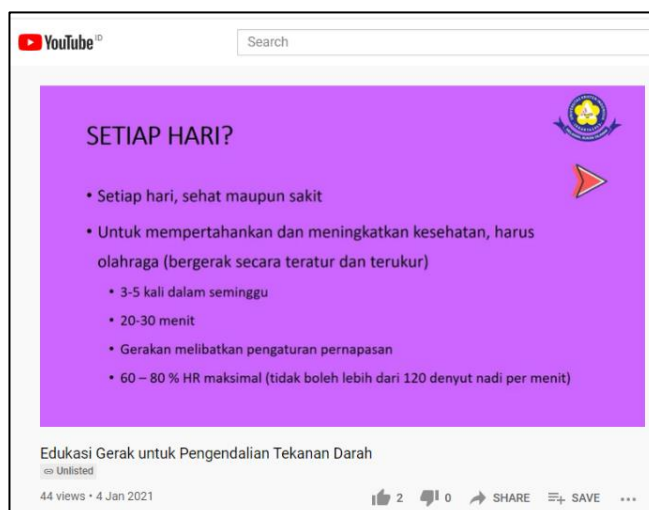 YouTube ID
Search
SETIAP HARI?
• Setiap hari, sehat maupun sakit
• Untuk mempertahankan dan meningkatkan kesehatan, harus
olahraga (bergerak secara teratur dan terukur)
• 3-5 kali dalam seminggu
• 20-30 menit
• Gerakan melibatkan pengaturan pernapasan
• 60 – 80 % HR maksimal (tidak boleh lebih dari 120 denyut nadi per menit)
Edukasi Gerak untuk Pengendalian Tekanan Darah
Unlisted
44 views • 4 Jan 2021
2 0 SHARE SAVE ...